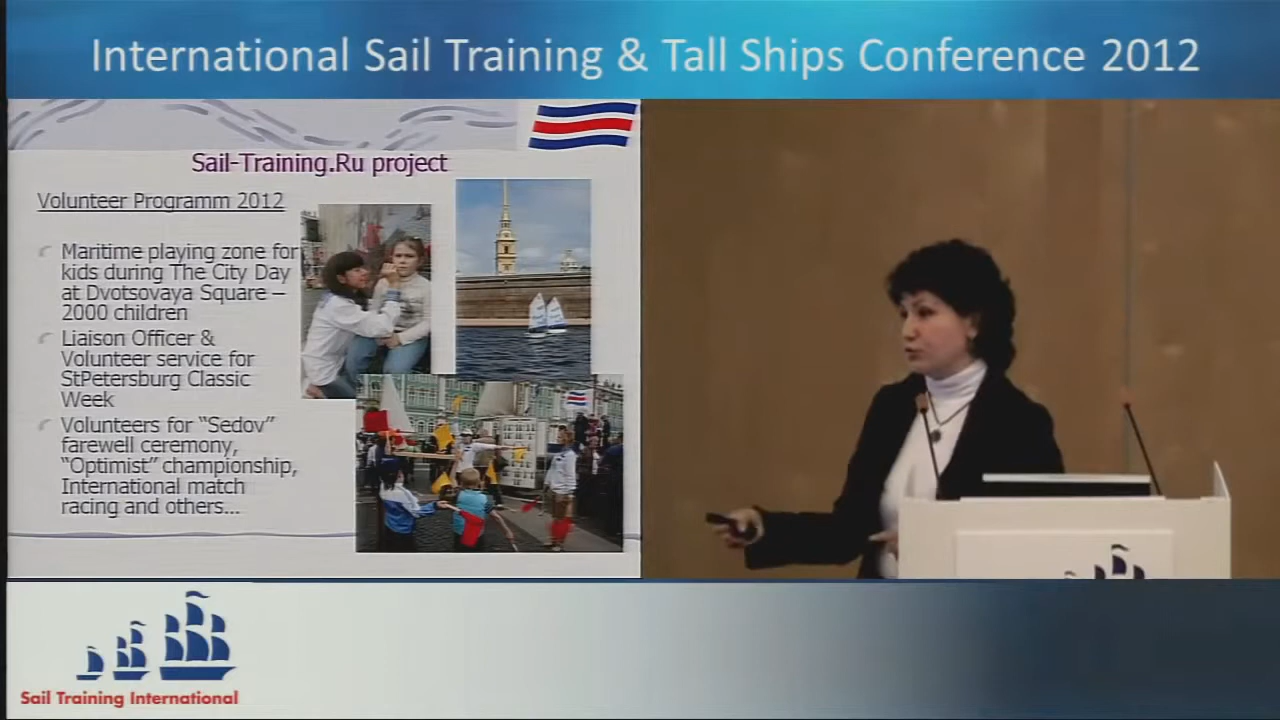 International Sail Training & Tall Ships Conference 2012
Sail-Training.Ru project
Volunteer Programm 2012
Maritime playing zone for
kids during The City Day
at Dvotsovaya Square –
2000 children
Liaison Officer &
Volunteer service for
StPetersburg Classic
Week
Volunteers for “Sedov”
farewell ceremony,
“Optimist” championship,
International match
racing and others...
Sail Training International